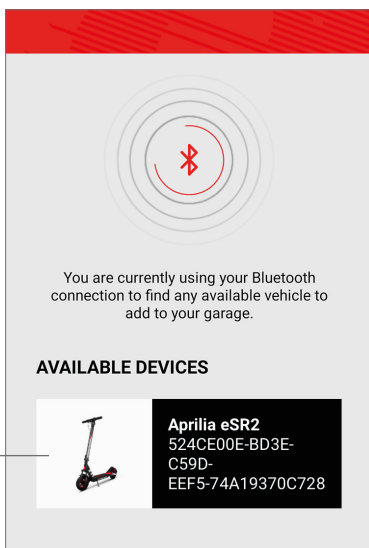 You are currently using your Bluetooth
connection to find any available vehicle to
add to your garage.
AVAILABLE DEVICES
Aprilia eSR2
524CE00E-BD3E-
C59D-
EEF5-74A19370C728